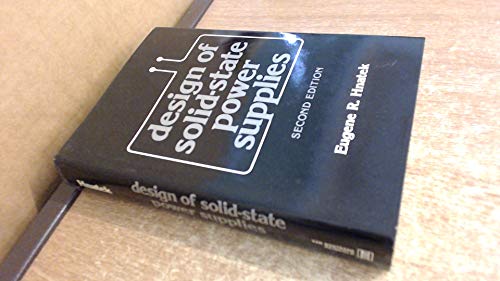 design of
solid-state
power
supplies
SECOND EDITION
Eugene R. Hnatek
Hnatek
design of solid-state
power supplies